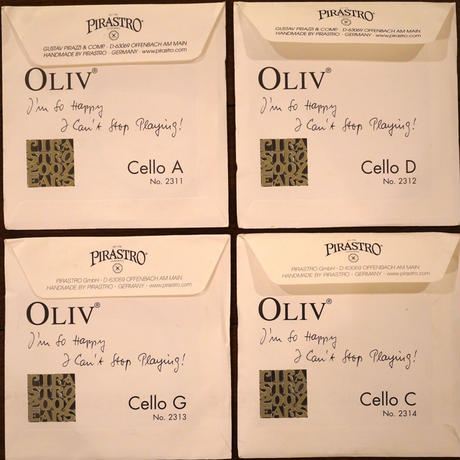 PIRASTRO
GUSTAV PIRAZZI & COMP. · D-63069 OFFENBACH AM MAIN
HANDMADE BY PIRASTRO · GERMANY · www.pirastro.com
OLIV®
I'm So Happy
I Can't Stop Playing!
Cello A
No. 2311
PIRASTRO
GUSTAV PIRAZZI & COMP. · D-63069 OFFENBACH AM MAIN
HANDMADE BY PIRASTRO · GERMANY · www.pirastro.com
OLIV®
I'm So Happy
I Can't Stop Playing!
Cello D
No. 2312
PIRASTRO
PIRASTRO GmbH · D-63069 OFFENBACH AM MAIN
HANDMADE BY PIRASTRO · GERMANY · www.pirastro.com
OLIV®
I'm So Happy
I Can't Stop Playing!
Cello G
No. 2313
PIRASTRO
PIRASTRO GmbH · D-63069 OFFENBACH AM MAIN
HANDMADE BY PIRASTRO · GERMANY · www.pirastro.com
OLIV®
I'm So Happy
I Can't Stop Playing!
Cello C
No. 2314